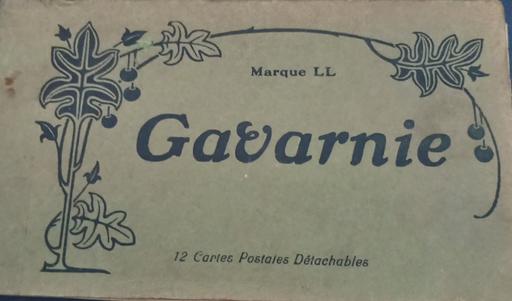 Marque LL
Gavarnie
12 Cartes Postales Détachables